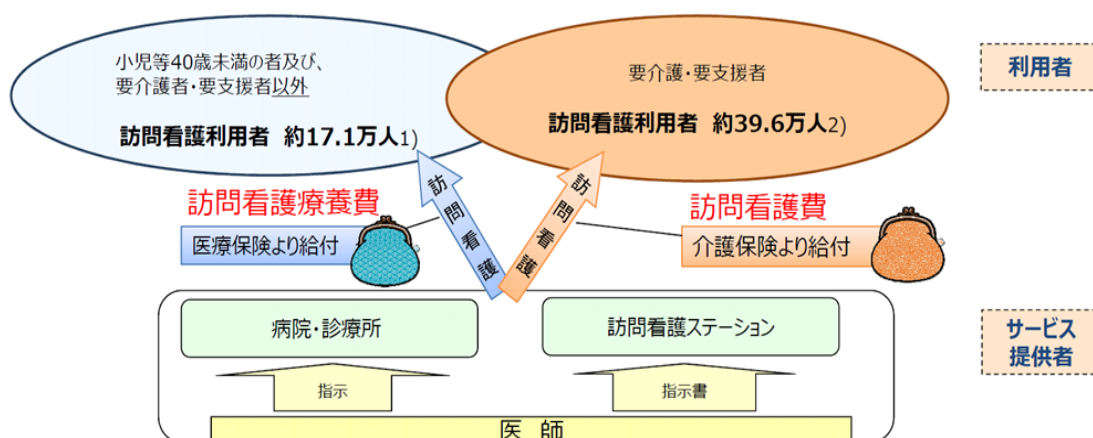 小児等40歳未満の者及び、
要介護者・要支援者以外
訪問看護利用者 約17.1万人1)
要介護・要支援者
訪問看護利用者 約39.6万人2)
利用者
訪問看護療養費
医療保険より給付
訪問看護
訪問看護
訪問看護費
介護保険より給付
病院・診療所
訪問看護ステーション
サービス
提供者
指示
指示書
医 師